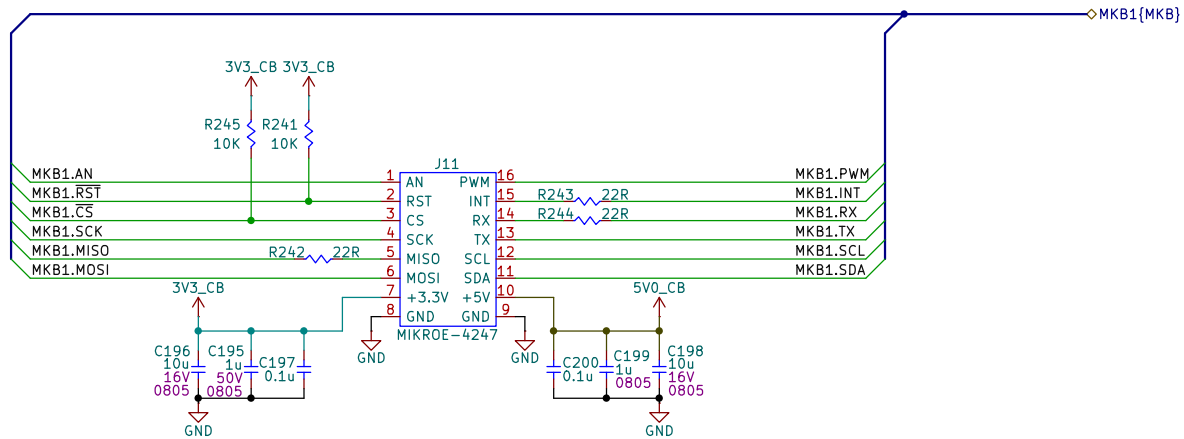 MKB1{MKB}
3V3_CB 3V3_CB
R245 10K
R241 10K
J11
MKB1.AN 1 AN PWM 16 MKB1.PWM
MKB1.RST 2 RST INT 15 R243 22R MKB1.INT
MKB1.CS 3 CS RX 14 R244 22R MKB1.RX
MKB1.SCK 4 SCK TX 13 MKB1.TX
MKB1.MISO R242 22R 5 MISO SCL 12 MKB1.SCL
MKB1.MOSI 6 MOSI SDA 11 MKB1.SDA
3V3_CB 7 +3.3V +5V 10 5V0_CB
8 GND GND 9
MIKROE-4247
GND GND
C196 10u 16V 0805
C195 1u 50V 0805
C197 0.1u
C200 0.1u
C199 1u 0805
C198 10u 16V 0805
GND GND